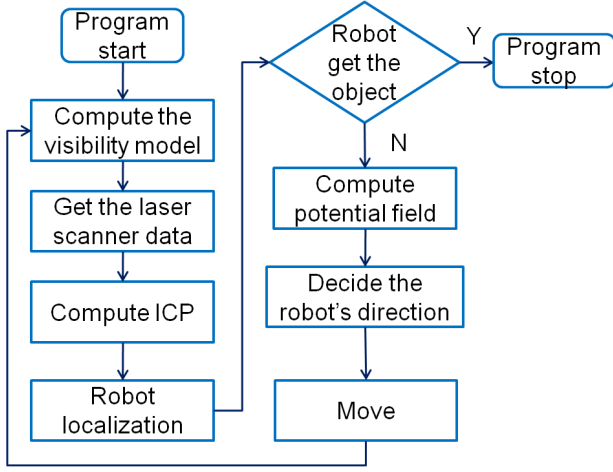 Program
start
Compute the
visibility model
Get the laser
scanner data
Compute ICP
Robot
localization
Robot
get the
object
Y
Program
stop
N
Compute
potential field
Decide the
robot's direction
Move